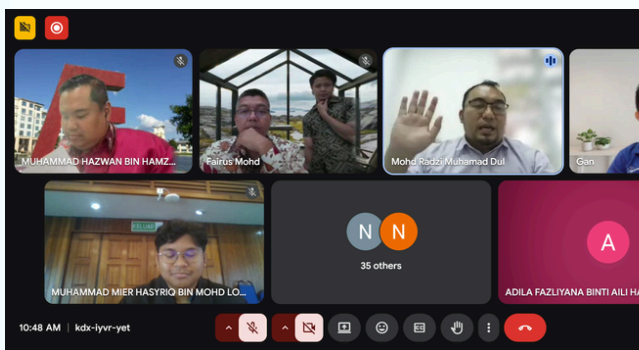 MUHAMMAD HAZWAN BIN HAMZ...
Fairus Mohd
Mohd Radzi Muhamad Dul
Gan
KELUAR
MUHAMMAD MIER HASYRIQ BIN MOHD LO...
N N
35 others
A
ADILA FAZLIYANA BINTI AILI HA
10:48 AM | kdx-iyvr-yet